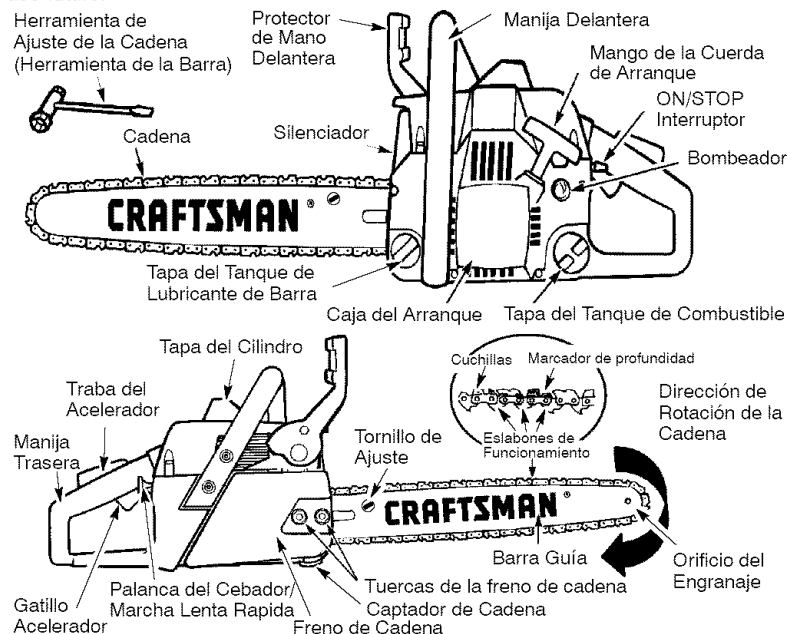 Herramienta de
Ajuste de la Cadena
(Herramienta de la Barra)
Protector
de Mano
Delantera
Manija Delantera
Mango de la Cuerda
de Arranque
ON/STOP
Interruptor
Cadena
Silenciador
Bombeador
CRAFTSMAN®
Tapa del Tanque de
Lubricante de Barra
Caja del Arranque
Tapa del Tanque de Combustible
Tapa del Cilindro
Cuchillas
Marcador de profundidad
Traba del
Acelerador
Dirección de
Rotación de la
Cadena
Manija
Trasera
Tornillo de
Ajuste
Eslabones de
Funcionamiento
CRAFTSMAN®
Barra Guía
Orificio del
Engranaje
Palanca del Cebador/
Marcha Lenta Rapida
Tuercas de la freno de cadena
Gatillo
Acelerador
Captador de Cadena
Freno de Cadena